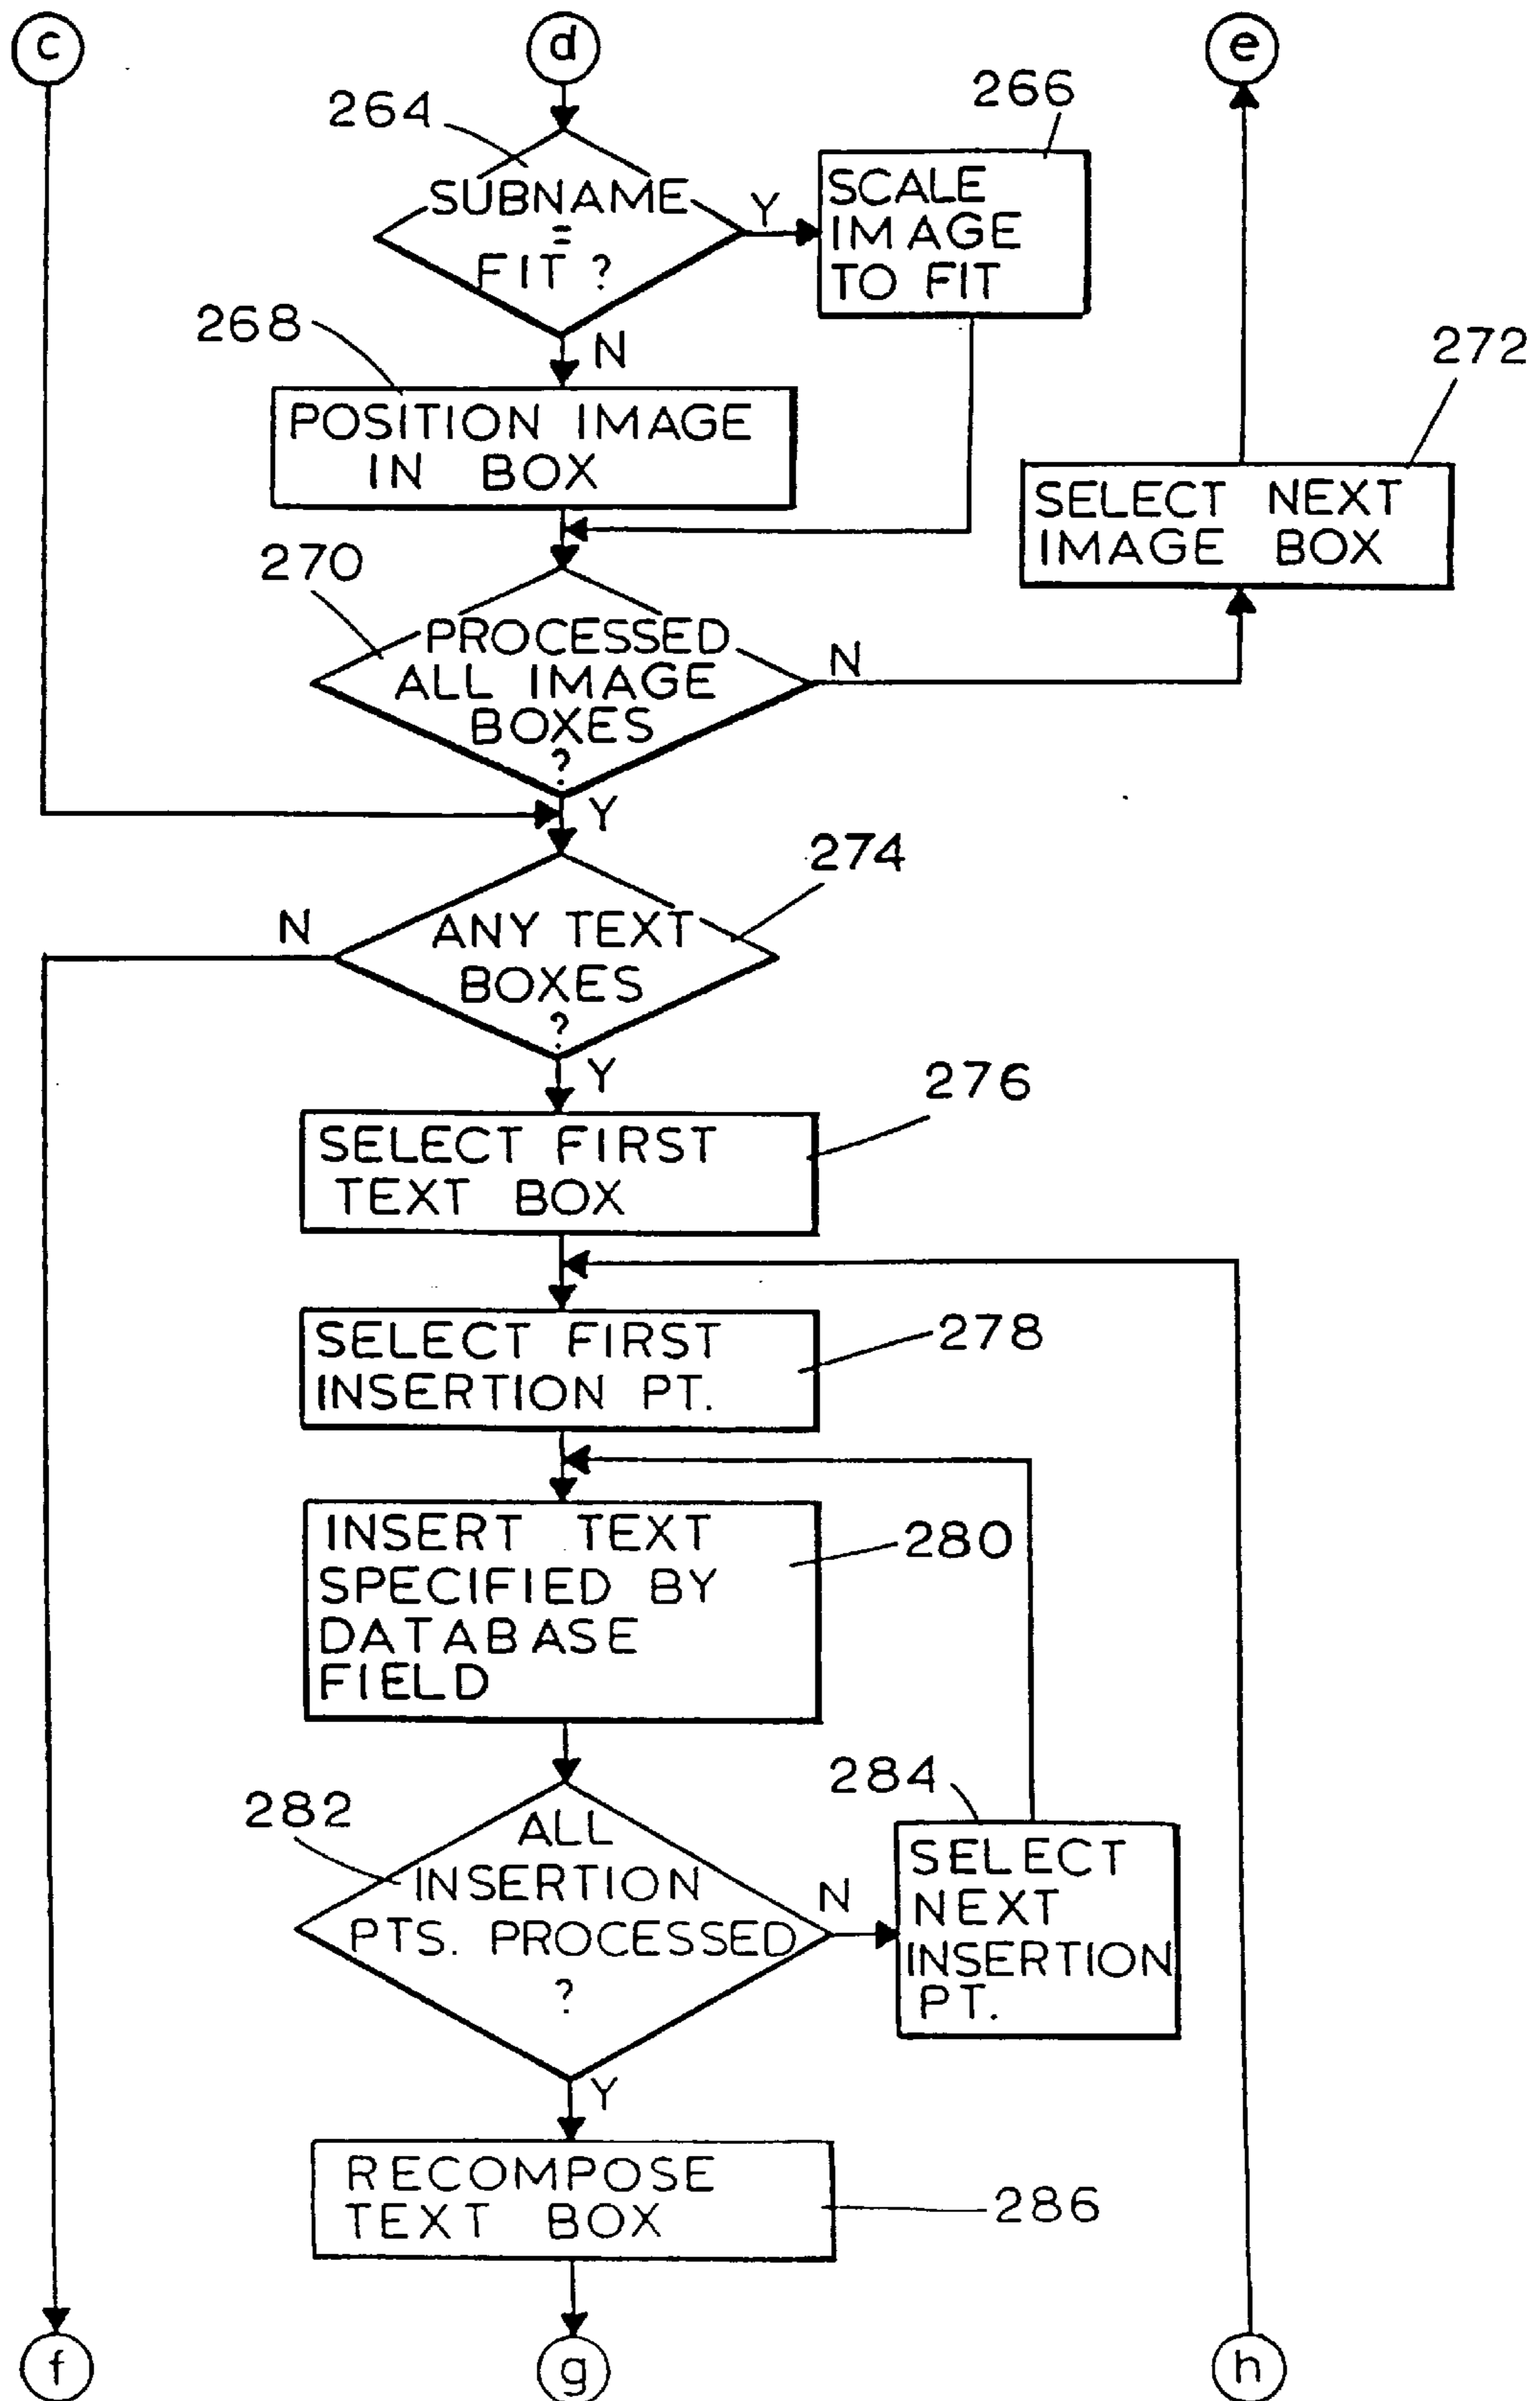 c
d
e
264
266
SUBNAME
=
FIT ?
Y
SCALE
IMAGE
TO FIT
268
N
272
POSITION IMAGE
IN BOX
SELECT NEXT
IMAGE BOX
270
PROCESSED
ALL IMAGE
BOXES
?
N
Y
274
N
ANY TEXT
BOXES
?
Y
276
SELECT FIRST
TEXT BOX
SELECT FIRST
INSERTION PT.
278
INSERT TEXT
SPECIFIED BY
DATABASE
FIELD
280
282
ALL
INSERTION
PTS. PROCESSED
?
N
284
SELECT
NEXT
INSERTION
PT.
Y
RECOMPOSE
TEXT BOX
286
f
g
h